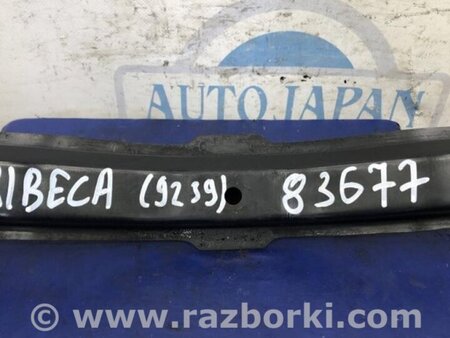 AUTO JAPAN
IBECA (9239) 83677
© www.razborki.com